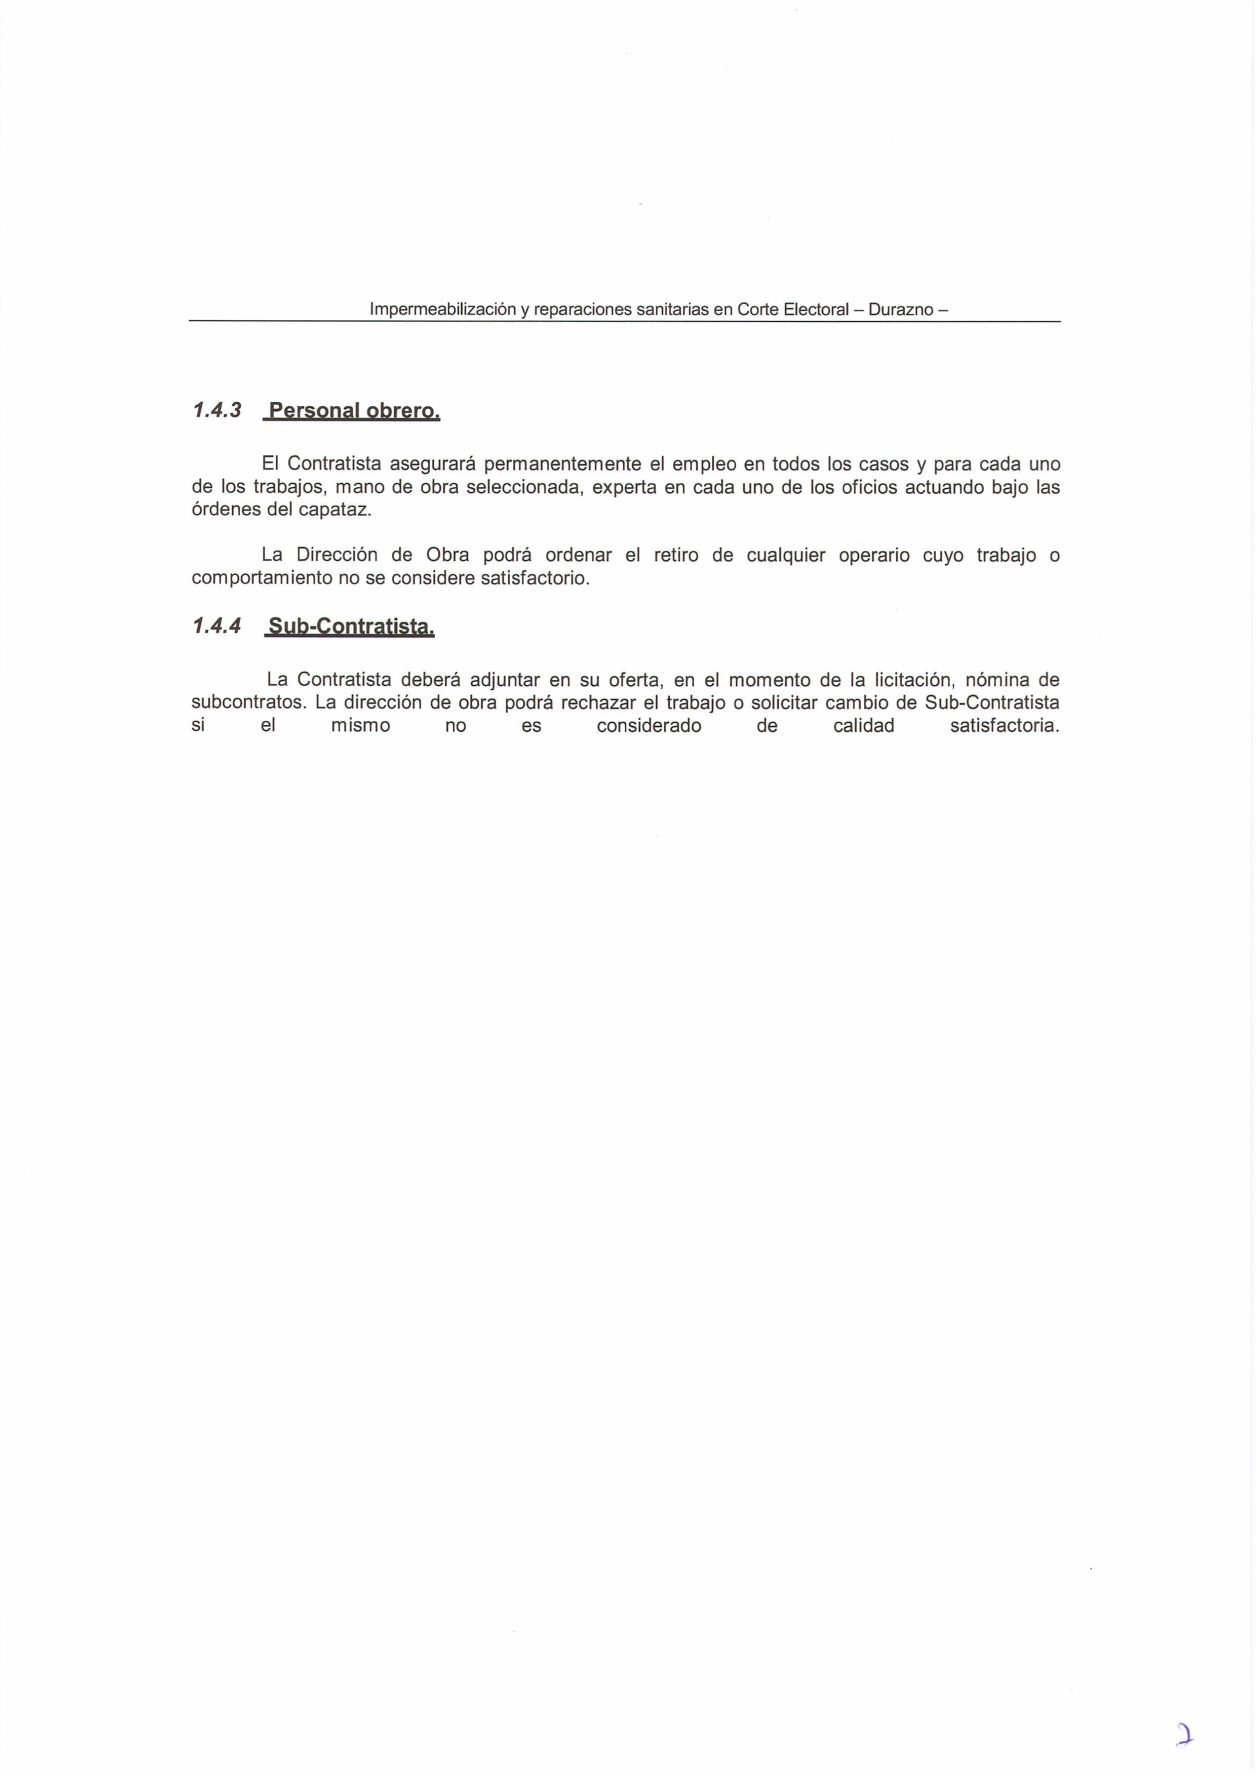 Impermeabilización y reparaciones sanitarias en Corte Electoral – Durazno –
1.4.3 Personal obrero.
El Contratista asegurará permanentemente el empleo en todos los casos y para cada uno
de los trabajos, mano de obra seleccionada, experta en cada uno de los oficios actuando bajo las
órdenes del capataz.
La Dirección de Obra podrá ordenar el retiro de cualquier operario cuyo trabajo o
comportamiento no se considere satisfactorio.
1.4.4 Sub-Contratista.
La Contratista deberá adjuntar en su oferta, en el momento de la licitación, nómina de
subcontratos. La dirección de obra podrá rechazar el trabajo o solicitar cambio de Sub-Contratista
si el mismo no es considerado de calidad satisfactoria.